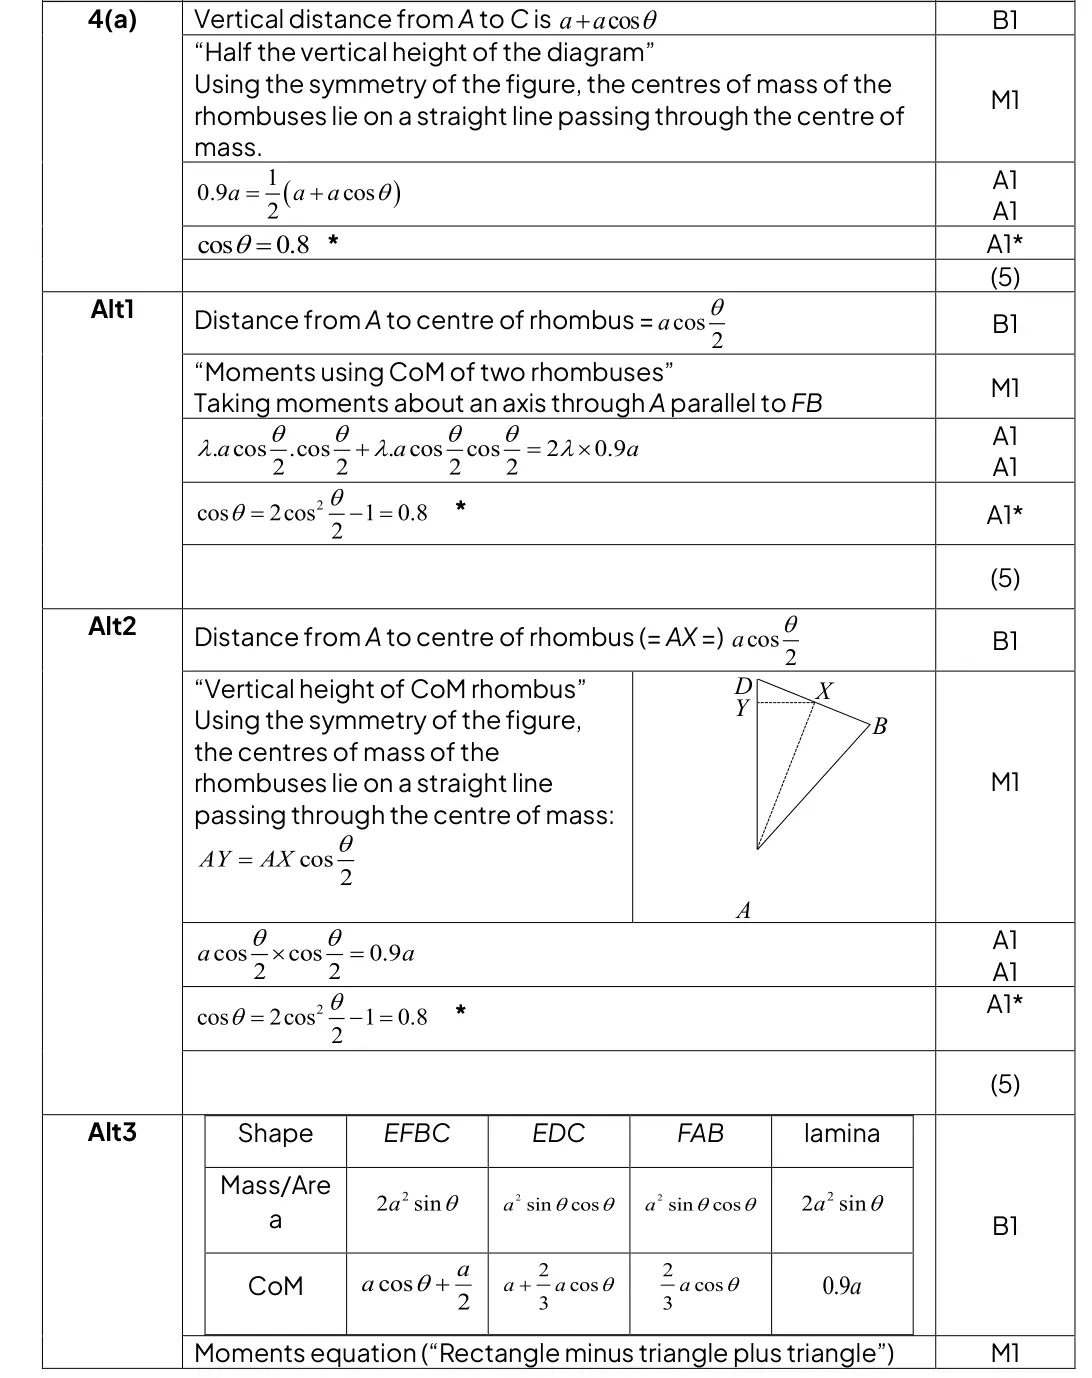 4(a)
Vertical distance from A to C is a + a cos θ
B1
“Half the vertical height of the diagram”
Using the symmetry of the figure, the centres of mass of the
rhombuses lie on a straight line passing through the centre of
mass.
M1
0.9a = 1/2 (a + a cos θ)
A1
A1
cos θ = 0.8 *
A1*
(5)
Alt1
Distance from A to centre of rhombus = a cos θ/2
B1
“Moments using CoM of two rhombuses”
Taking moments about an axis through A parallel to FB
M1
λ.a cos θ/2 .cos θ/2 + λ.a cos θ/2 cos θ/2 = 2λ × 0.9a
A1
A1
cos θ = 2cos² θ/2 − 1 = 0.8 *
A1*
(5)
Alt2
Distance from A to centre of rhombus (= AX =) a cos θ/2
B1
“Vertical height of CoM rhombus”
Using the symmetry of the figure,
the centres of mass of the
rhombuses lie on a straight line
passing through the centre of mass:
AY = AX cos θ/2
D
X
Y
B
A
M1
a cos θ/2 × cos θ/2 = 0.9a
A1
A1
cos θ = 2cos² θ/2 − 1 = 0.8 *
A1*
(5)
Alt3
Shape EFBC EDC FAB lamina
Mass/Are
a
2a² sin θ a² sin θ cos θ a² sin θ cos θ 2a² sin θ
CoM a cos θ + a/2 a + 2/3 a cos θ 2/3 a cos θ 0.9a
B1
Moments equation (“Rectangle minus triangle plus triangle”)
M1